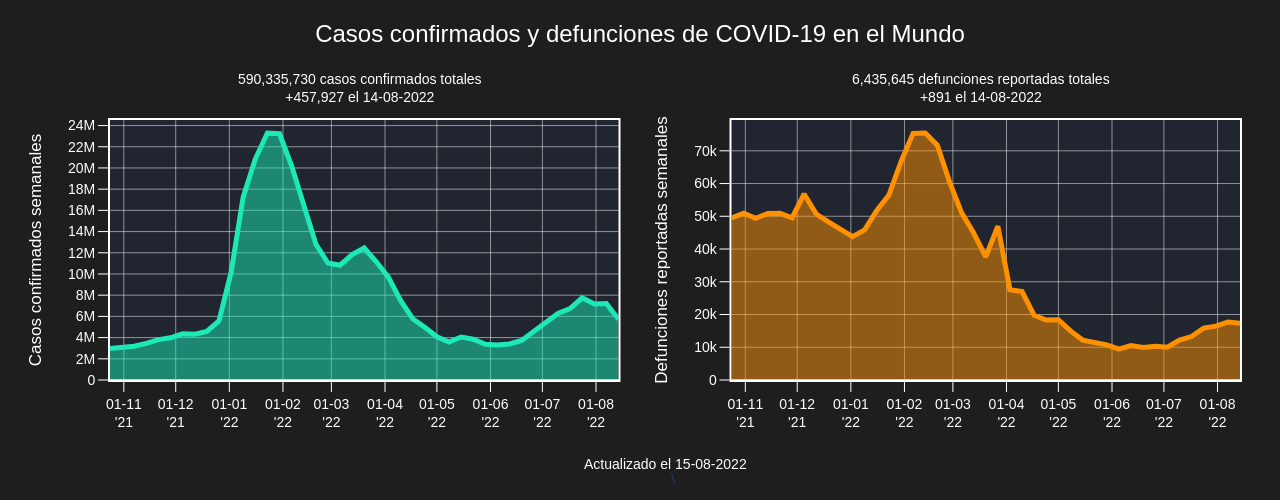 Casos confirmados y defunciones de COVID-19 en el Mundo
590,335,730 casos confirmados totales
+457,927 el 14-08-2022
Casos confirmados semanales
24M
22M
20M
18M
16M
14M
12M
10M
8M
6M
4M
2M
0
01-11 '21
01-12 '21
01-01 '22
01-02 '22
01-03 '22
01-04 '22
01-05 '22
01-06 '22
01-07 '22
01-08 '22
6,435,645 defunciones reportadas totales
+891 el 14-08-2022
Defunciones reportadas semanales
70k
60k
50k
40k
30k
20k
10k
0
01-11 '21
01-12 '21
01-01 '22
01-02 '22
01-03 '22
01-04 '22
01-05 '22
01-06 '22
01-07 '22
01-08 '22
Actualizado el 15-08-2022
\